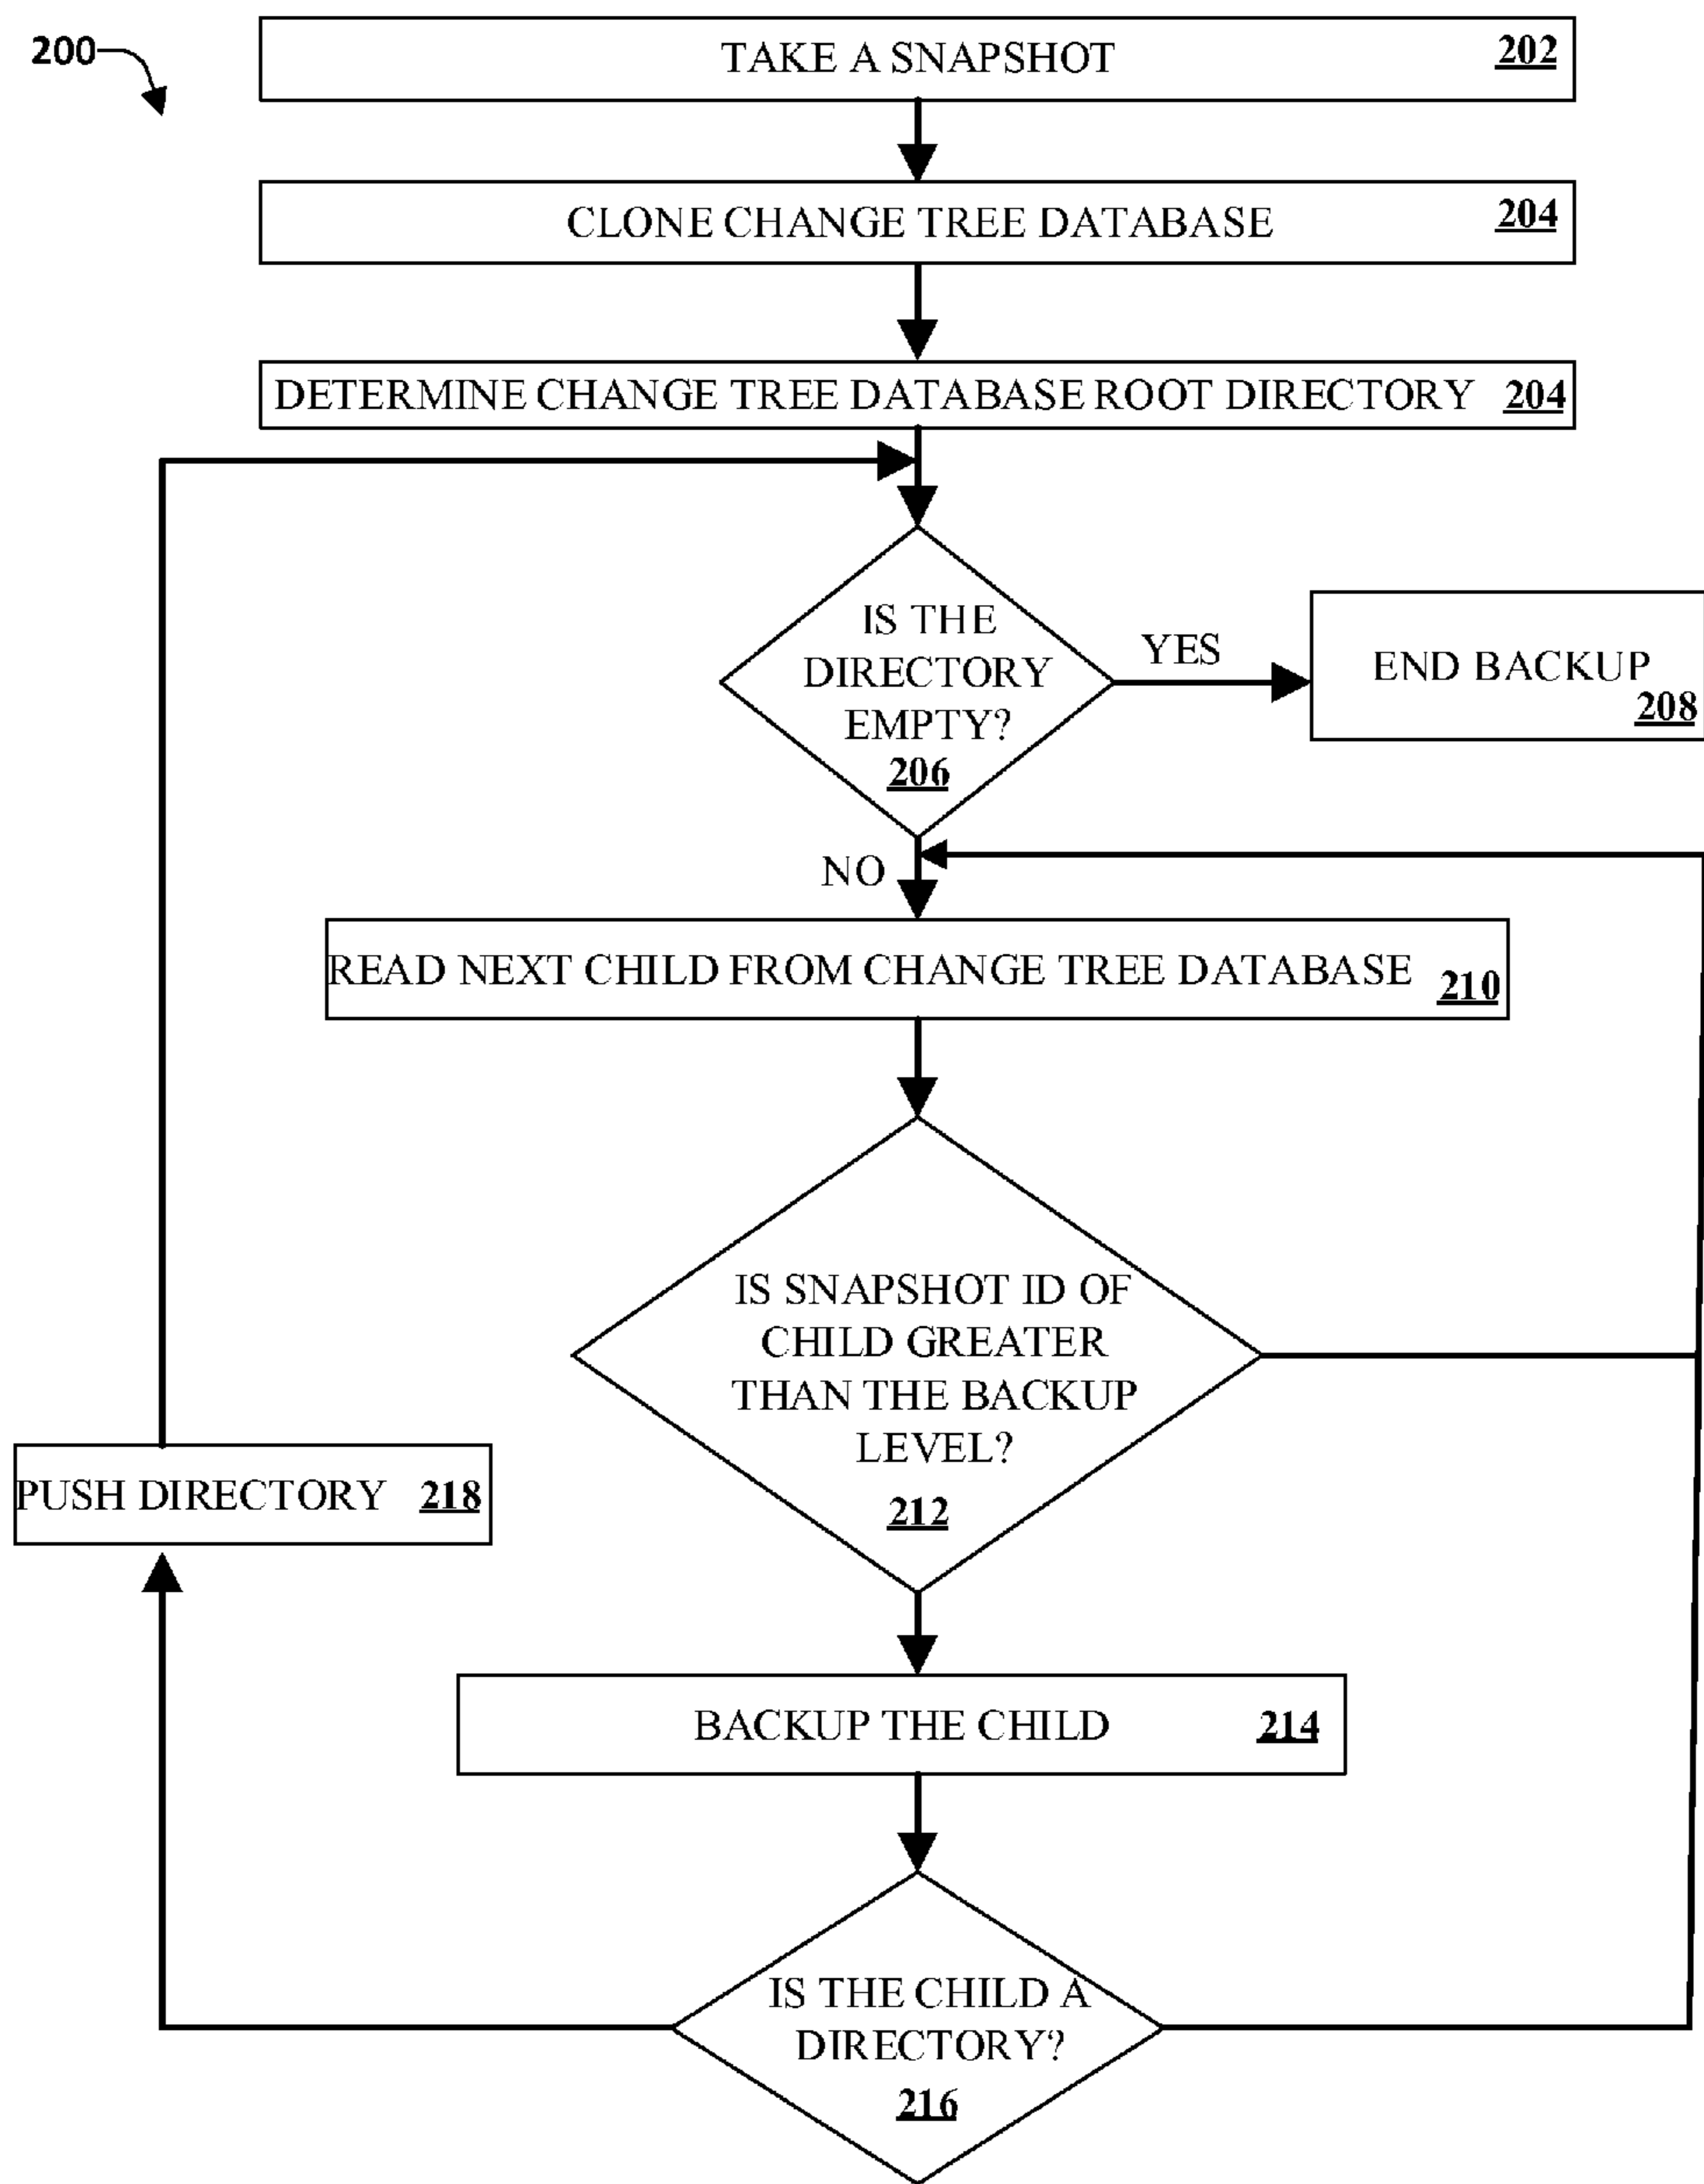 200
TAKE A SNAPSHOT 202
CLONE CHANGE TREE DATABASE 204
DETERMINE CHANGE TREE DATABASE ROOT DIRECTORY 204
IS THE
DIRECTORY
EMPTY?
206
YES
END BACKUP
208
NO
READ NEXT CHILD FROM CHANGE TREE DATABASE 210
IS SNAPSHOT ID OF
CHILD GREATER
THAN THE BACKUP
LEVEL?
212
PUSH DIRECTORY 218
BACKUP THE CHILD 214
IS THE CHILD A
DIRECTORY?
216